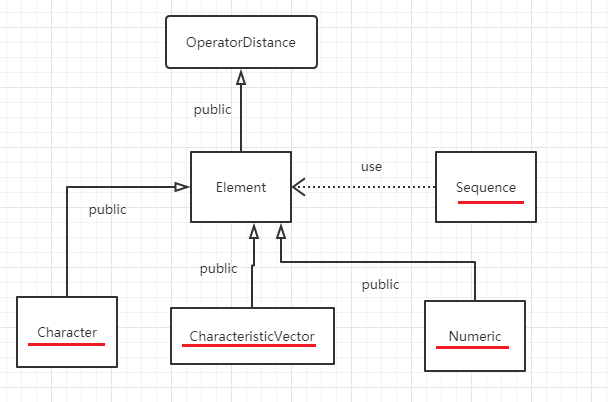 OperatorDistance
public
use
Element
Sequence
public
public
public
Character
CharacteristicVector
Numeric